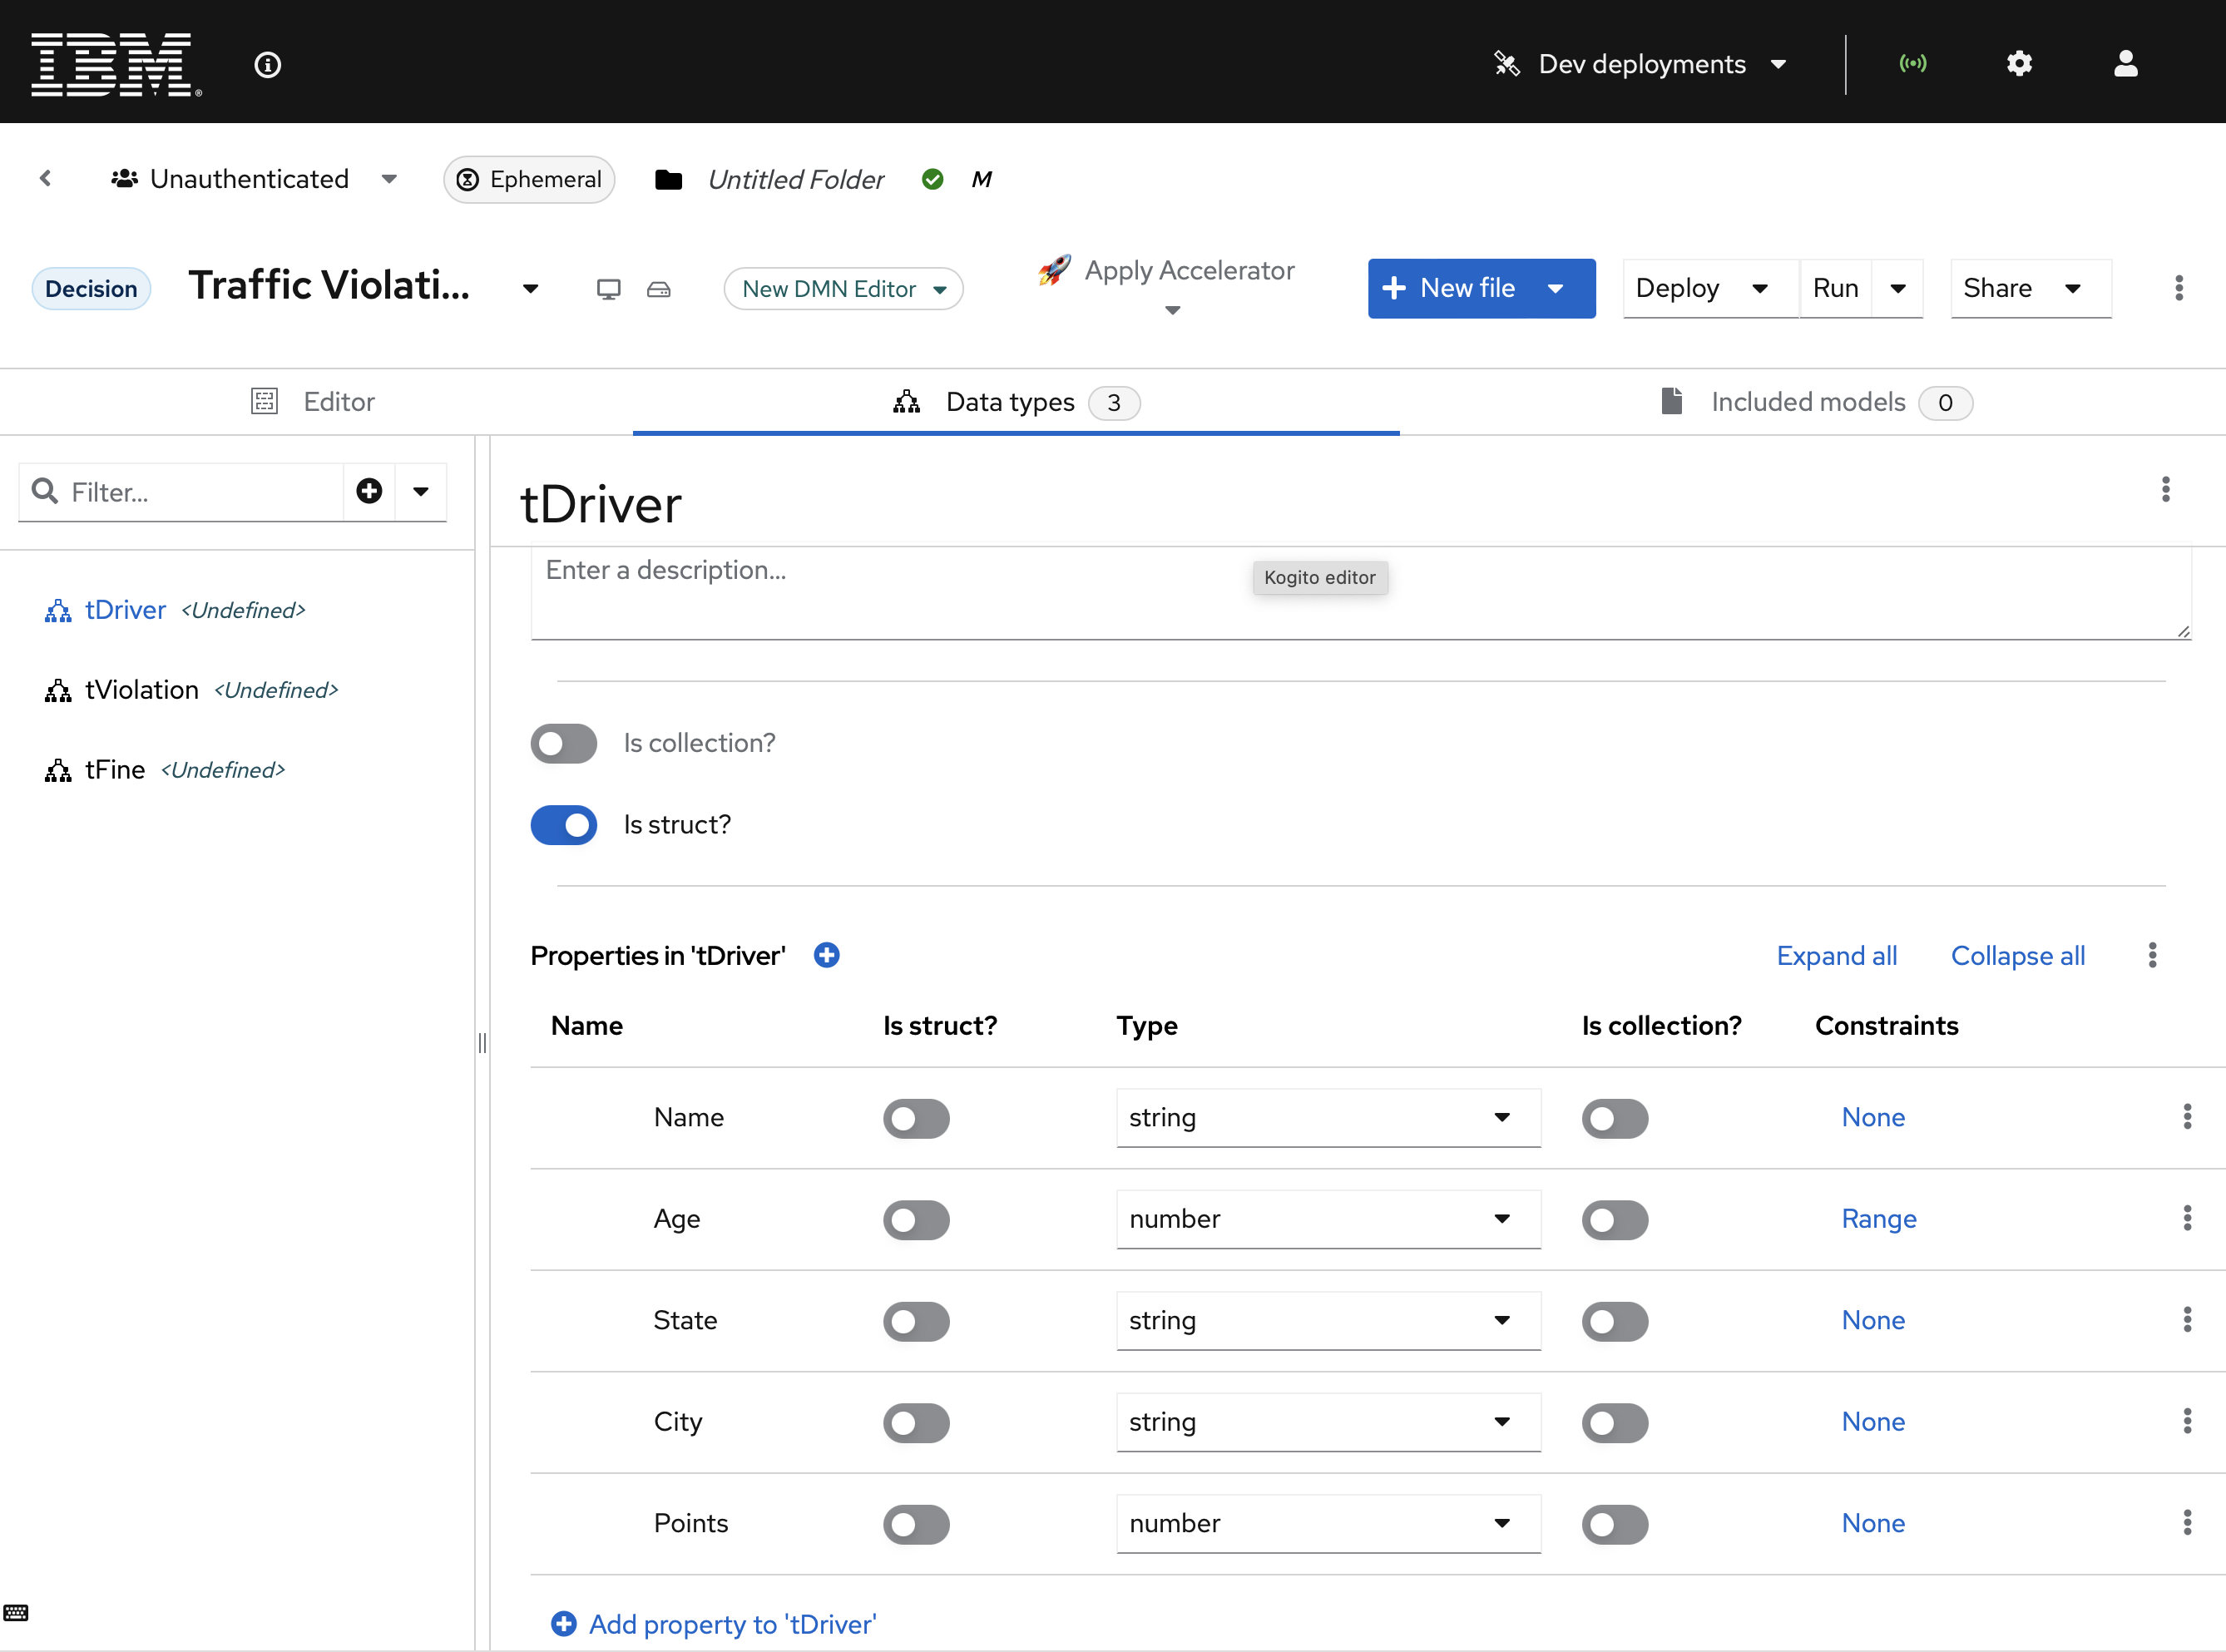 IBM®
Dev deployments
Unauthenticated
Ephemeral
Untitled Folder
M
Decision
Traffic Violati...
New DMN Editor
Apply Accelerator
New file
Deploy
Run
Share
Editor
Data types 3
Included models 0
Filter...
tDriver <Undefined>
tViolation <Undefined>
tFine <Undefined>
tDriver
Enter a description...
Kogito editor
Is collection?
Is struct?
Properties in 'tDriver'
Expand all
Collapse all
Name Is struct? Type Is collection? Constraints
Name string None
Age number Range
State string None
City string None
Points number None
Add property to 'tDriver'